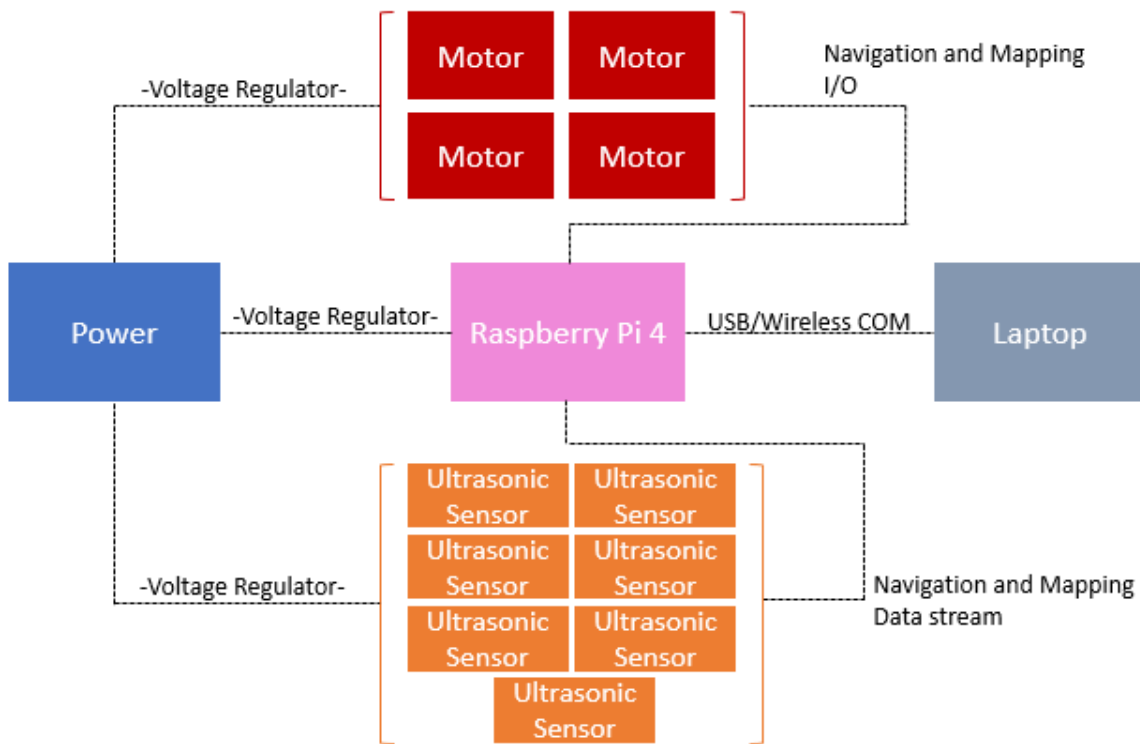 Motor
Motor
Navigation and Mapping
I/O
-Voltage Regulator-
Motor
Motor
Power
-Voltage Regulator-
Raspberry Pi 4
USB/Wireless COM
Laptop
Ultrasonic
Sensor
Ultrasonic
Sensor
Ultrasonic
Sensor
Ultrasonic
Sensor
-Voltage Regulator-
Navigation and Mapping
Data stream
Ultrasonic
Sensor
Ultrasonic
Sensor
Ultrasonic
Sensor